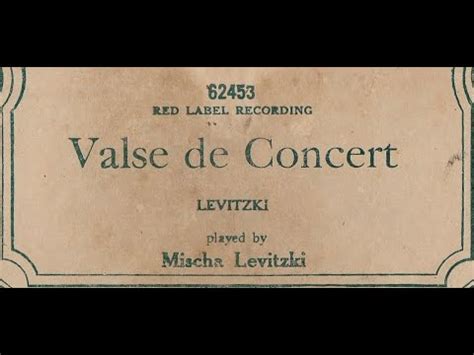 62453
RED LABEL RECORDING
Valse de Concert
LEVITZKI
played by
Mischa Levitzki